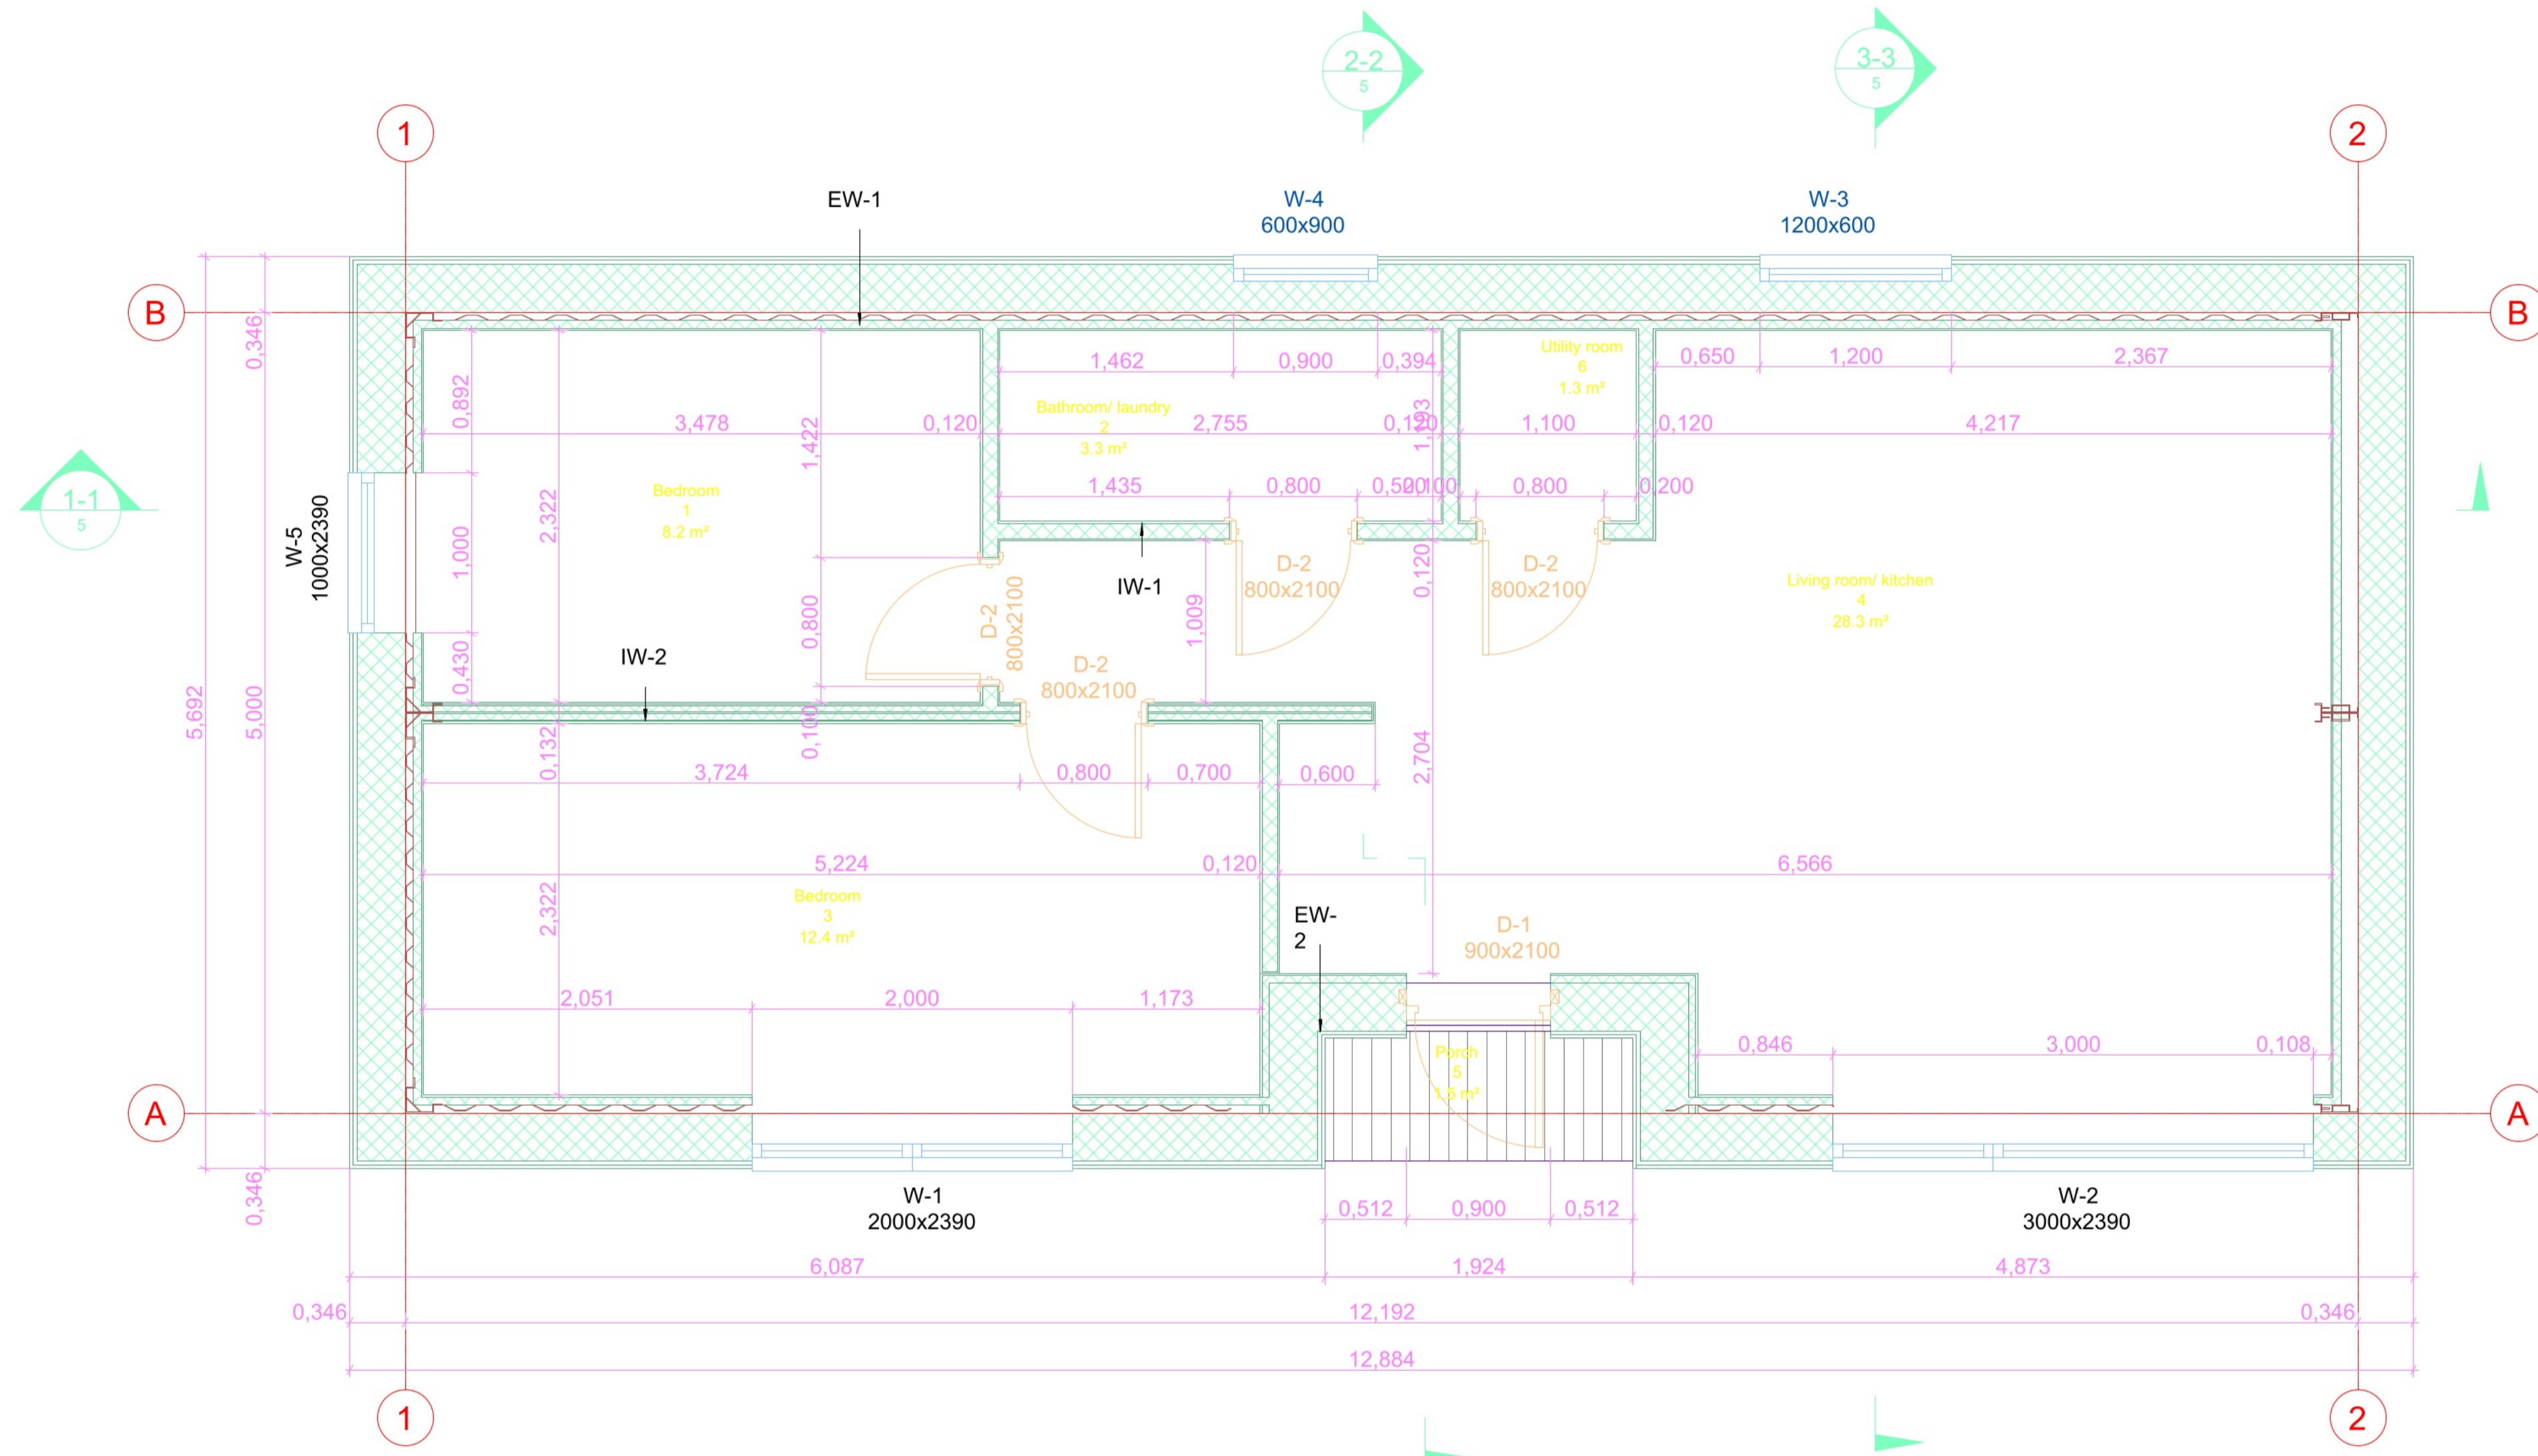 2-2
5
3-3
5
1
2
EW-1
W-4
600x900
W-3
1200x600
B
B
0,346
Utility room
6
1.3 m²
1,462
0,900
0,394
0,650
1,200
2,367
0,892
Bathroom/ laundry
2
3.3 m²
3,478
0,120
1,422
2,755
0,120
1,193
1,100
0,120
4,217
1-1
5
W-5
1000x2390
2,322
Bedroom
1
8.2 m²
1,435
0,800
0,500
0,100
0,800
0,200
1,000
D-2
800x2100
IW-1
D-2
800x2100
0,120
D-2
800x2100
Living room/ kitchen
4
28.3 m²
0,800
1,009
IW-2
0,430
D-2
800x2100
5,692
5,000
0,132
0,100
2,704
3,724
0,800
0,700
0,600
5,224
0,120
6,566
2,322
Bedroom
3
12.4 m²
EW-
2
D-1
900x2100
2,051
2,000
1,173
0,846
3,000
0,108
Porch
5
1.5 m²
A
A
0,346
W-1
2000x2390
0,512
0,900
0,512
W-2
3000x2390
6,087
1,924
4,873
0,346
12,192
0,346
12,884
1
2